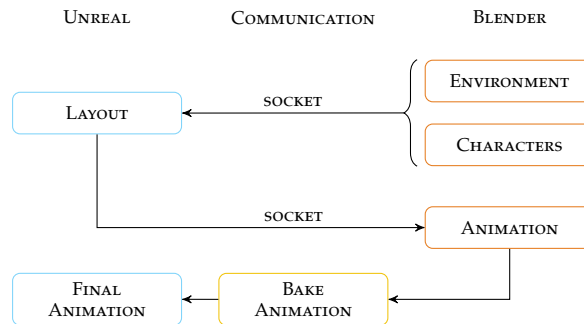 Unreal Communication Blender
Environment
socket
Layout
Characters
socket
Animation
Final Animation
Bake Animation